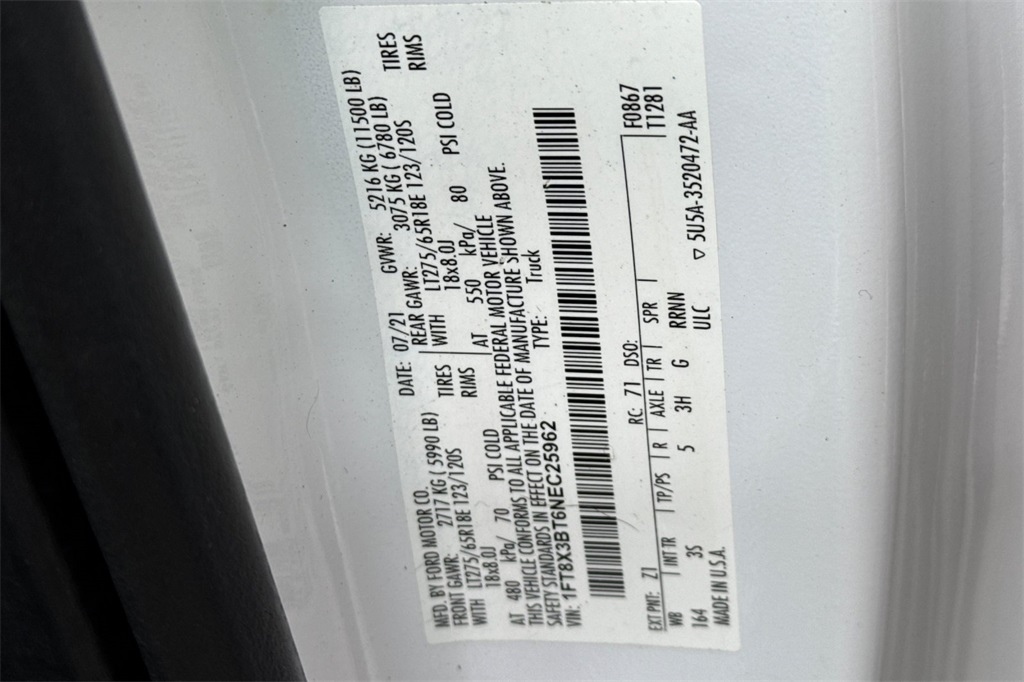 MFD. BY FORD MOTOR CO.
DATE: 07/21 GVWR: 5216 KG (11500 LB)
FRONT GAWR: 2717 KG ( 5990 LB) REAR GAWR: 3075 KG ( 6780 LB)
WITH LT275/65R18E 123/120S TIRES WITH LT275/65R18E 123/120S TIRES
18x8.0J RIMS 18x8.0J RIMS
AT 480 kPa/ 70 PSI COLD AT 550 kPa/ 80 PSI COLD
THIS VEHICLE CONFORMS TO ALL APPLICABLE FEDERAL MOTOR VEHICLE
SAFETY STANDARDS IN EFFECT ON THE DATE OF MANUFACTURE SHOWN ABOVE.
VIN: 1FT8X3BT6NEC25962 TYPE: Truck
F0867
T1281
EXT PNT: Z1 RC: 71 DSO:
WB INT TR TP/PS R AXLE TR SPR
164 3S 5 3H G RRNN
ULC
MADE IN U.S.A. ▽ 5U5A-3520472-AA